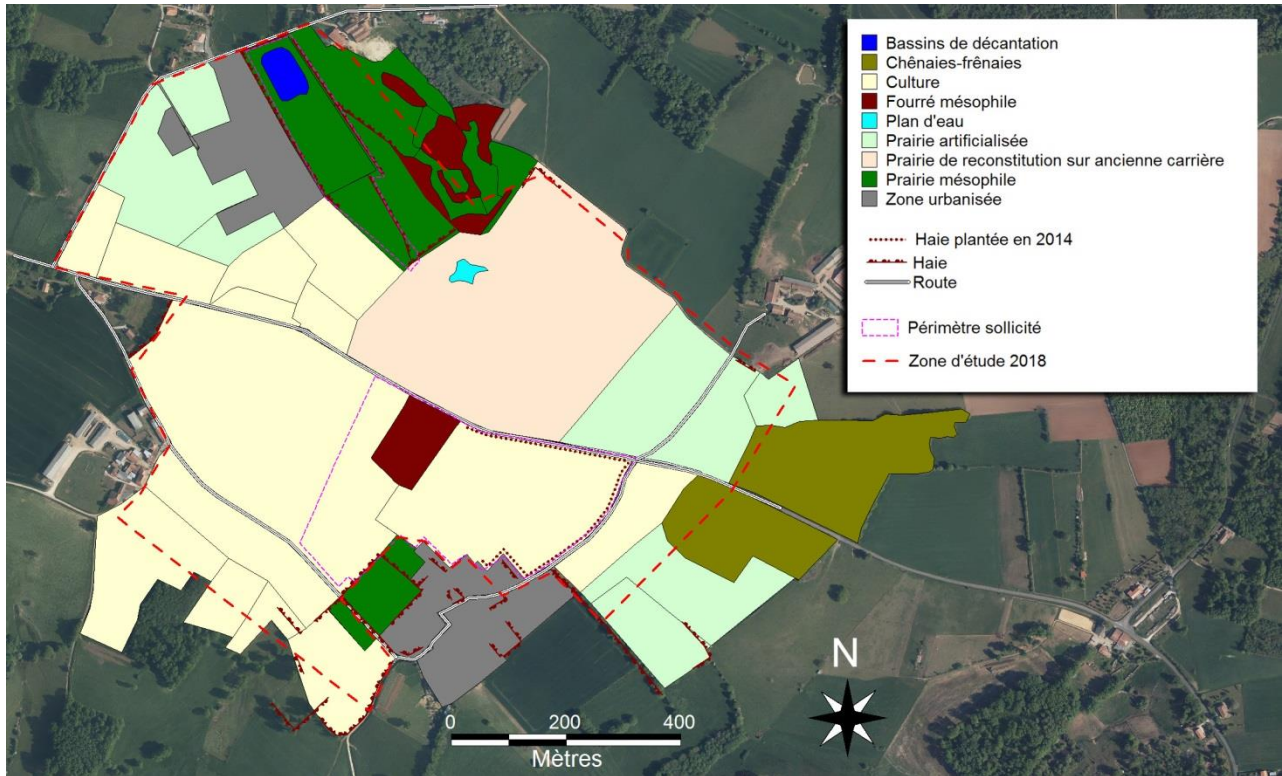 Bassins de décantation
Chênaies-frênaies
Culture
Fourré mésophile
Plan d'eau
Prairie artificialisée
Prairie de reconstitution sur ancienne carrière
Prairie mésophile
Zone urbanisée
Haie plantée en 2014
Haie
Route
Périmètre sollicité
Zone d'étude 2018
N
0 200 400
Mètres